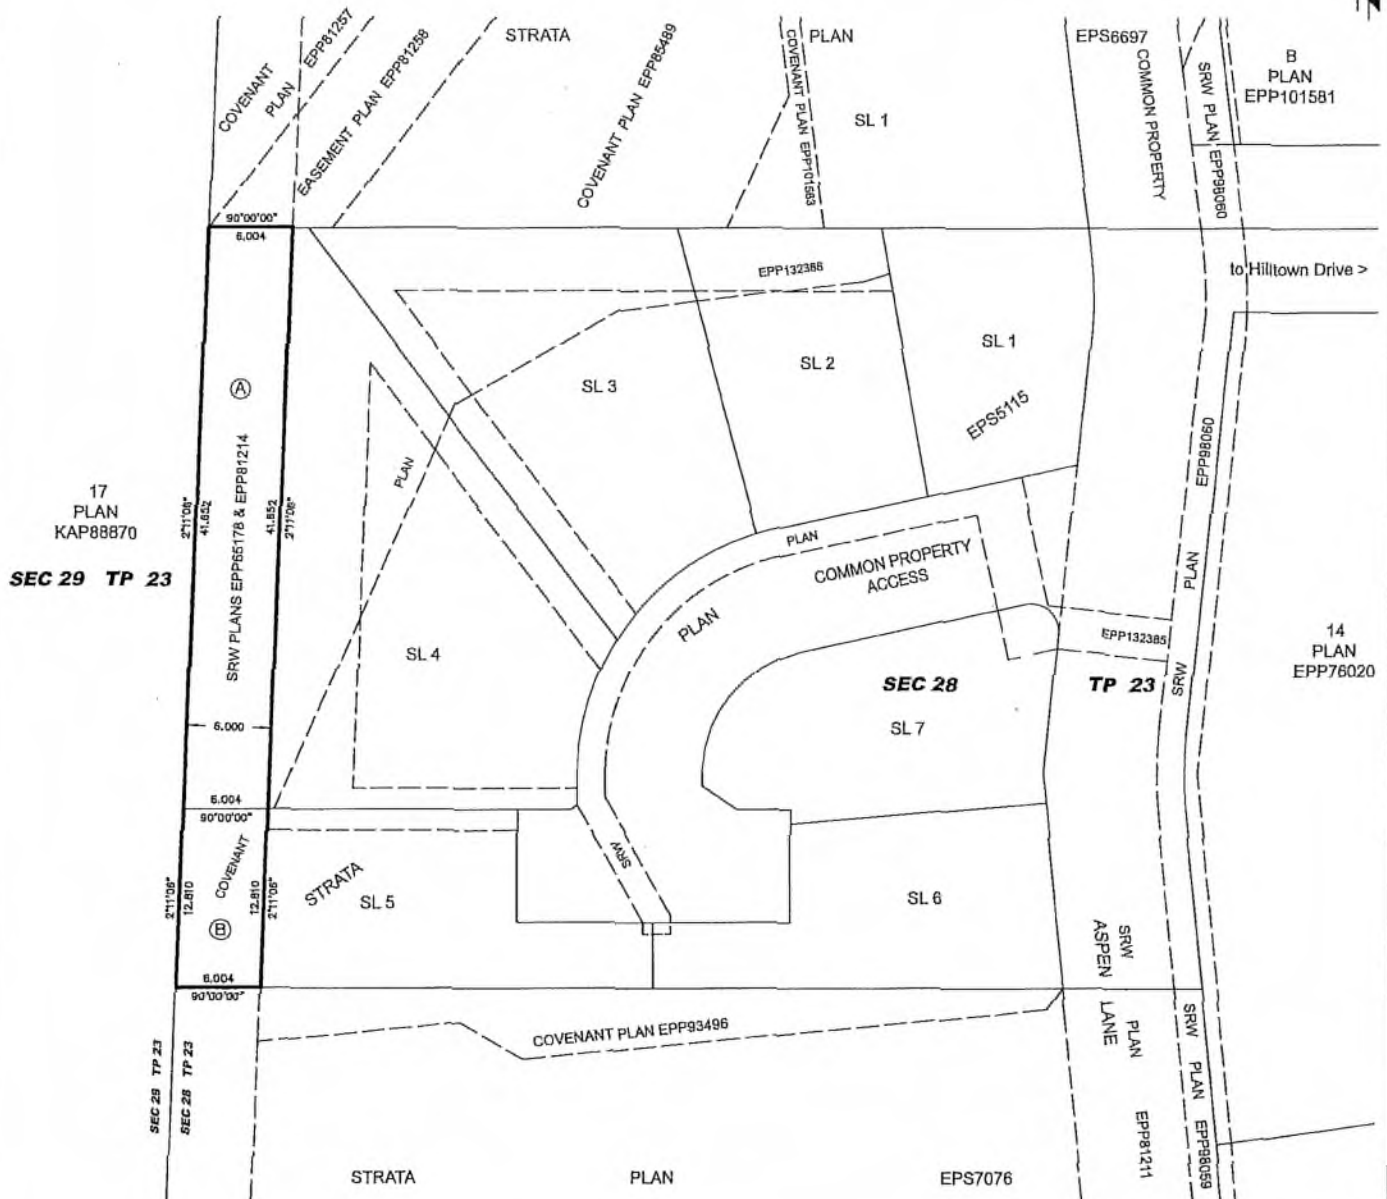 N
COVENANT
PLAN EPP81257
EASEMENT PLAN EPP81258
STRATA
PLAN
EPS6697
COVENANT PLAN EPP85489
COVENANT PLAN EPP101583
SL 1
COMMON PROPERTY
SRW PLAN EPP98060
B
PLAN
EPP101581
90°00'00"
6.004
EPP132386
to Hilltown Drive >
A
SL 3
SL 2
SL 1
EPS5115
PLAN
17
PLAN
KAP88870
2°11'06"
41.852
SRW PLANS EPP65178 & EPP81214
41.852
2°11'06"
SEC 29 TP 23
PLAN
COMMON PROPERTY
ACCESS
PLAN
SRW PLAN EPP98060
EPP132385
14
PLAN
EPP76020
SL 4
SEC 28 TP 23
6.000
SL 7
6.004
90°00'00"
COVENANT
STRATA
SRW
2°11'06"
12.810
12.810
2°11'06"
SL 5
SL 6
B
SRW
ASPEN
6.004
90°00'00"
COVENANT PLAN EPP93496
LANE
PLAN
EPP81211
SRW PLAN EPP98059
SEC 29 TP 23
SEC 28 TP 23
STRATA
PLAN
EPS7076